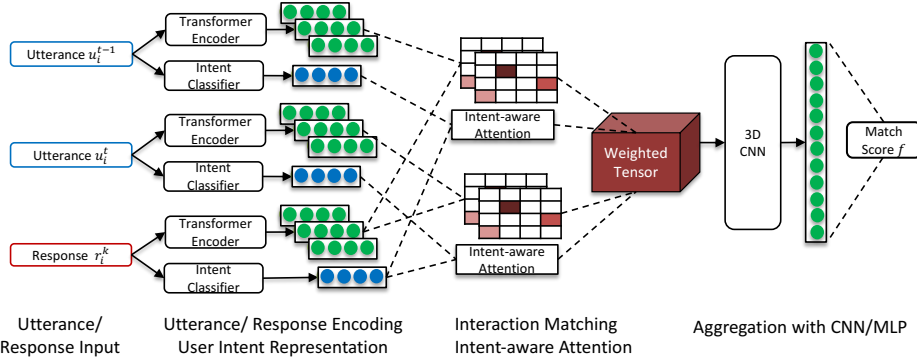 Utterance u_i^{t-1}
Transformer
Encoder
Intent
Classifier
Utterance u_i^t
Transformer
Encoder
Intent
Classifier
Response r_i^k
Transformer
Encoder
Intent
Classifier
Intent-aware
Attention
Intent-aware
Attention
Weighted
Tensor
3D
CNN
Match
Score f
Utterance/
Response Input
Utterance/ Response Encoding
User Intent Representation
Interaction Matching
Intent-aware Attention
Aggregation with CNN/MLP